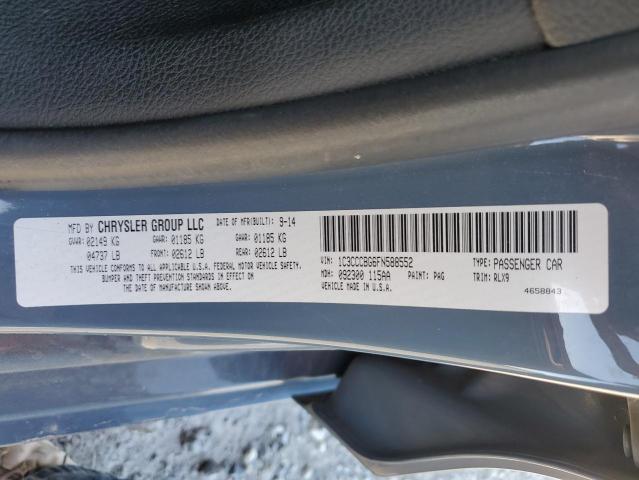 MFD BY CHRYSLER GROUP LLC DATE OF MFR(BUILT): 9-14
GVWR: 02149 KG GAWR: 01185 KG GAWR: 01185 KG
04737 LB FRONT: 02612 LB REAR: 02612 LB
THIS VEHICLE CONFORMS TO ALL APPLICABLE U.S.A. FEDERAL MOTOR VEHICLE SAFETY,
BUMPER AND THEFT PREVENTION STANDARDS IN EFFECT ON
THE DATE OF MANUFACTURE SHOWN ABOVE.
VIN: 1C3CCCBG6FN588552 TYPE: PASSENGER CAR
MDH: 092300 115AA PAINT: PAG TRIM: RLX9
VEHICLE MADE IN U.S.A. 4658843